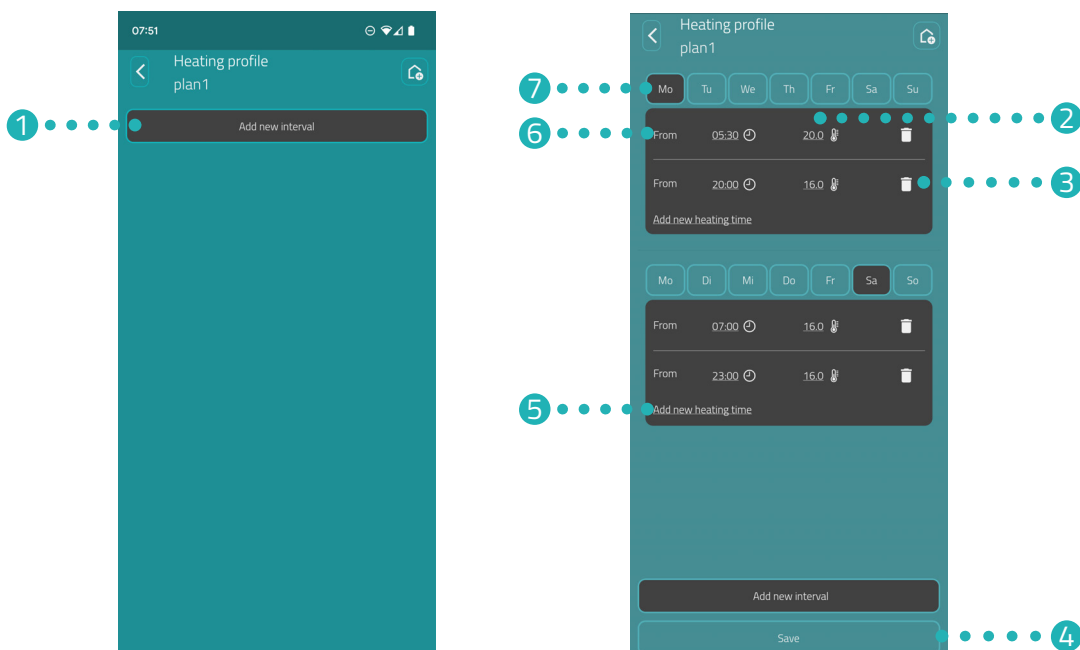 07:51
Heating profile
plan1
1
Add new interval
Heating profile
plan1
7
Mo Tu We Th Fr Sa Su
2
6
From 05:30 20.0
3
From 20:00 16.0
Add new heating time
Mo Di Mi Do Fr Sa So
From 07:00 16.0
From 23:00 16.0
5
Add new heating time
Add new interval
Save
4